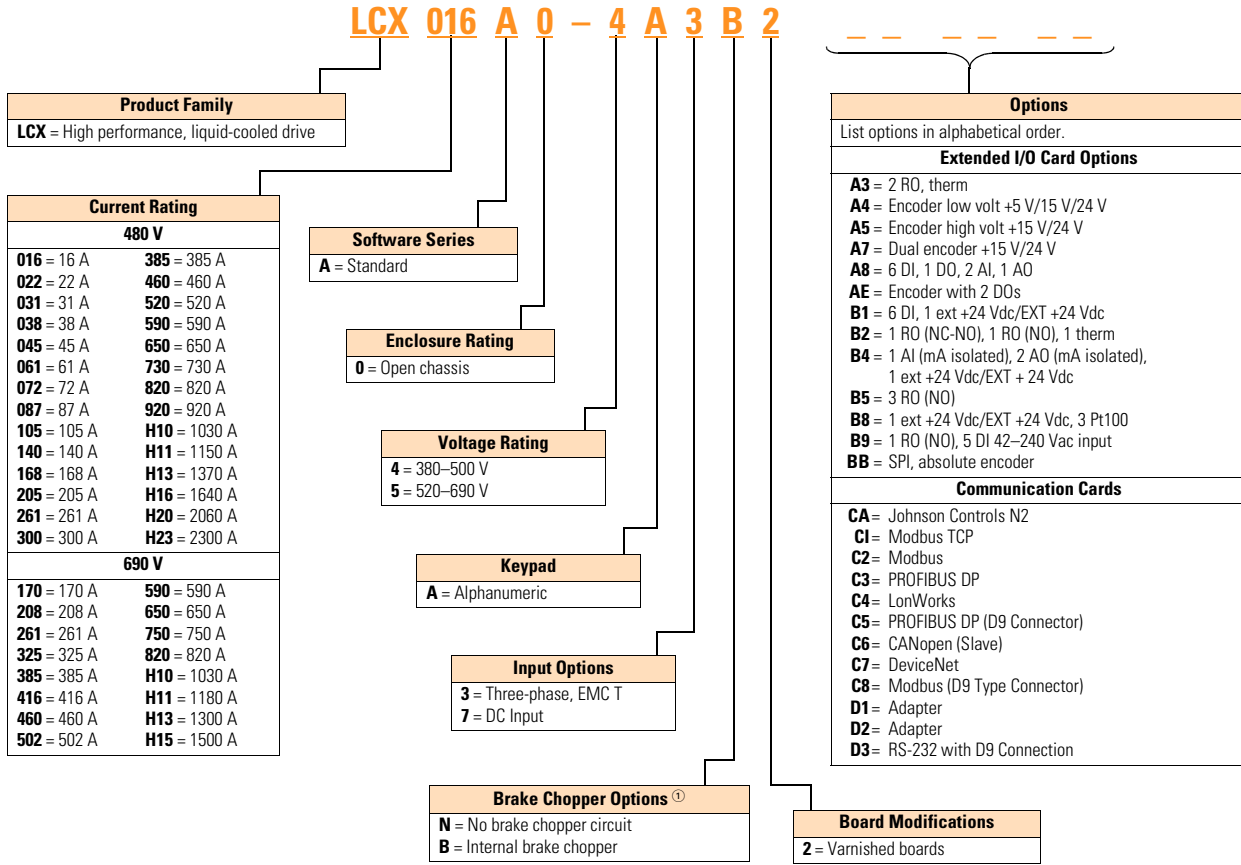 LCX 016 A 0 – 4 A 3 B 2 _ _ _ _ _ _
Product Family
LCX = High performance, liquid-cooled drive
Current Rating
480 V
016 = 16 A 385 = 385 A
022 = 22 A 460 = 460 A
031 = 31 A 520 = 520 A
038 = 38 A 590 = 590 A
045 = 45 A 650 = 650 A
061 = 61 A 730 = 730 A
072 = 72 A 820 = 820 A
087 = 87 A 920 = 920 A
105 = 105 A H10 = 1030 A
140 = 140 A H11 = 1150 A
168 = 168 A H13 = 1370 A
205 = 205 A H16 = 1640 A
261 = 261 A H20 = 2060 A
300 = 300 A H23 = 2300 A
690 V
170 = 170 A 590 = 590 A
208 = 208 A 650 = 650 A
261 = 261 A 750 = 750 A
325 = 325 A 820 = 820 A
385 = 385 A H10 = 1030 A
416 = 416 A H11 = 1180 A
460 = 460 A H13 = 1300 A
502 = 502 A H15 = 1500 A
Software Series
A = Standard
Enclosure Rating
0 = Open chassis
Voltage Rating
4 = 380–500 V
5 = 520–690 V
Keypad
A = Alphanumeric
Input Options
3 = Three-phase, EMC T
7 = DC Input
Brake Chopper Options ①
N = No brake chopper circuit
B = Internal brake chopper
Board Modifications
2 = Varnished boards
Options
List options in alphabetical order.
Extended I/O Card Options
A3 = 2 RO, therm
A4 = Encoder low volt +5 V/15 V/24 V
A5 = Encoder high volt +15 V/24 V
A7 = Dual encoder +15 V/24 V
A8 = 6 DI, 1 DO, 2 AI, 1 AO
AE = Encoder with 2 DOs
B1 = 6 DI, 1 ext +24 Vdc/EXT +24 Vdc
B2 = 1 RO (NC-NO), 1 RO (NO), 1 therm
B4 = 1 AI (mA isolated), 2 AO (mA isolated),
1 ext +24 Vdc/EXT + 24 Vdc
B5 = 3 RO (NO)
B8 = 1 ext +24 Vdc/EXT +24 Vdc, 3 Pt100
B9 = 1 RO (NO), 5 DI 42–240 Vac input
BB = SPI, absolute encoder
Communication Cards
CA = Johnson Controls N2
CI = Modbus TCP
C2 = Modbus
C3 = PROFIBUS DP
C4 = LonWorks
C5 = PROFIBUS DP (D9 Connector)
C6 = CANopen (Slave)
C7 = DeviceNet
C8 = Modbus (D9 Type Connector)
D1 = Adapter
D2 = Adapter
D3 = RS-232 with D9 Connection